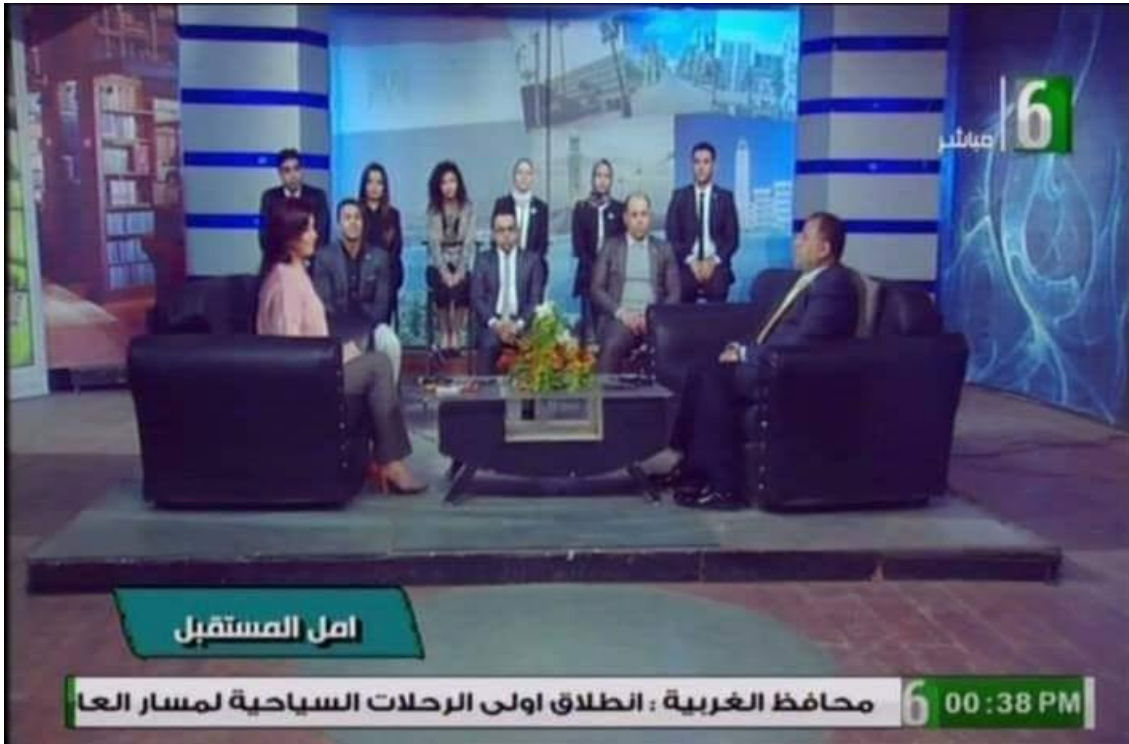 6
مباشر
امل المستقبل
محافظ الغربية : انطلاق اولى الرحلات السياحية لمسار العا
6
00:38 PM